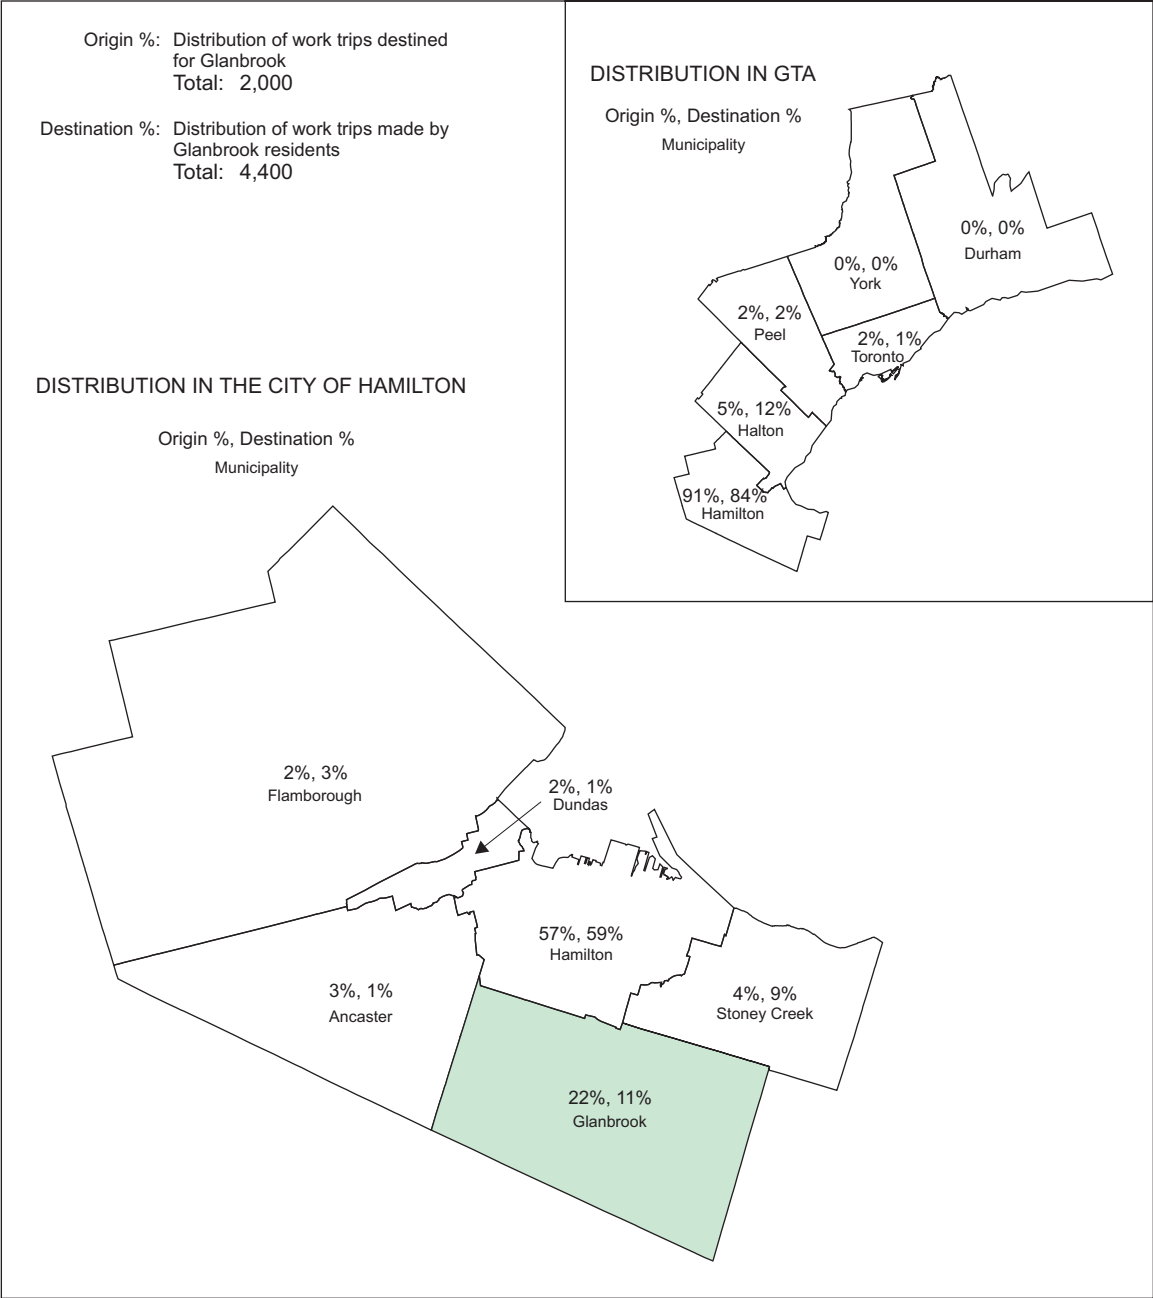 Origin %: Distribution of work trips destined
for Glanbrook
Total: 2,000
Destination %: Distribution of work trips made by
Glanbrook residents
Total: 4,400
DISTRIBUTION IN GTA
Origin %, Destination %
Municipality
0%, 0%
Durham
0%, 0%
York
2%, 2%
Peel
2%, 1%
Toronto
5%, 12%
Halton
91%, 84%
Hamilton
DISTRIBUTION IN THE CITY OF HAMILTON
Origin %, Destination %
Municipality
2%, 3%
Flamborough
2%, 1%
Dundas
57%, 59%
Hamilton
3%, 1%
Ancaster
4%, 9%
Stoney Creek
22%, 11%
Glanbrook